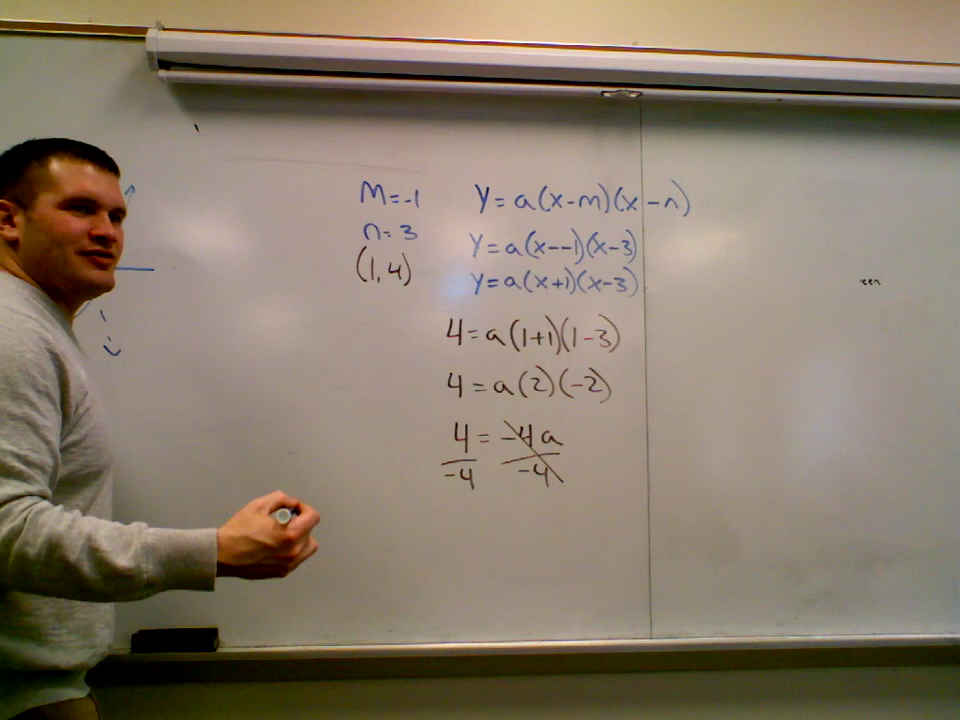 M=-1
n=3
(1,4)
y=a(x-m)(x-n)
y=a(x--1)(x-3)
y=a(x+1)(x-3)
4=a(1+1)(1-3)
4=a(2)(-2)
4 = -4a
-4 -4